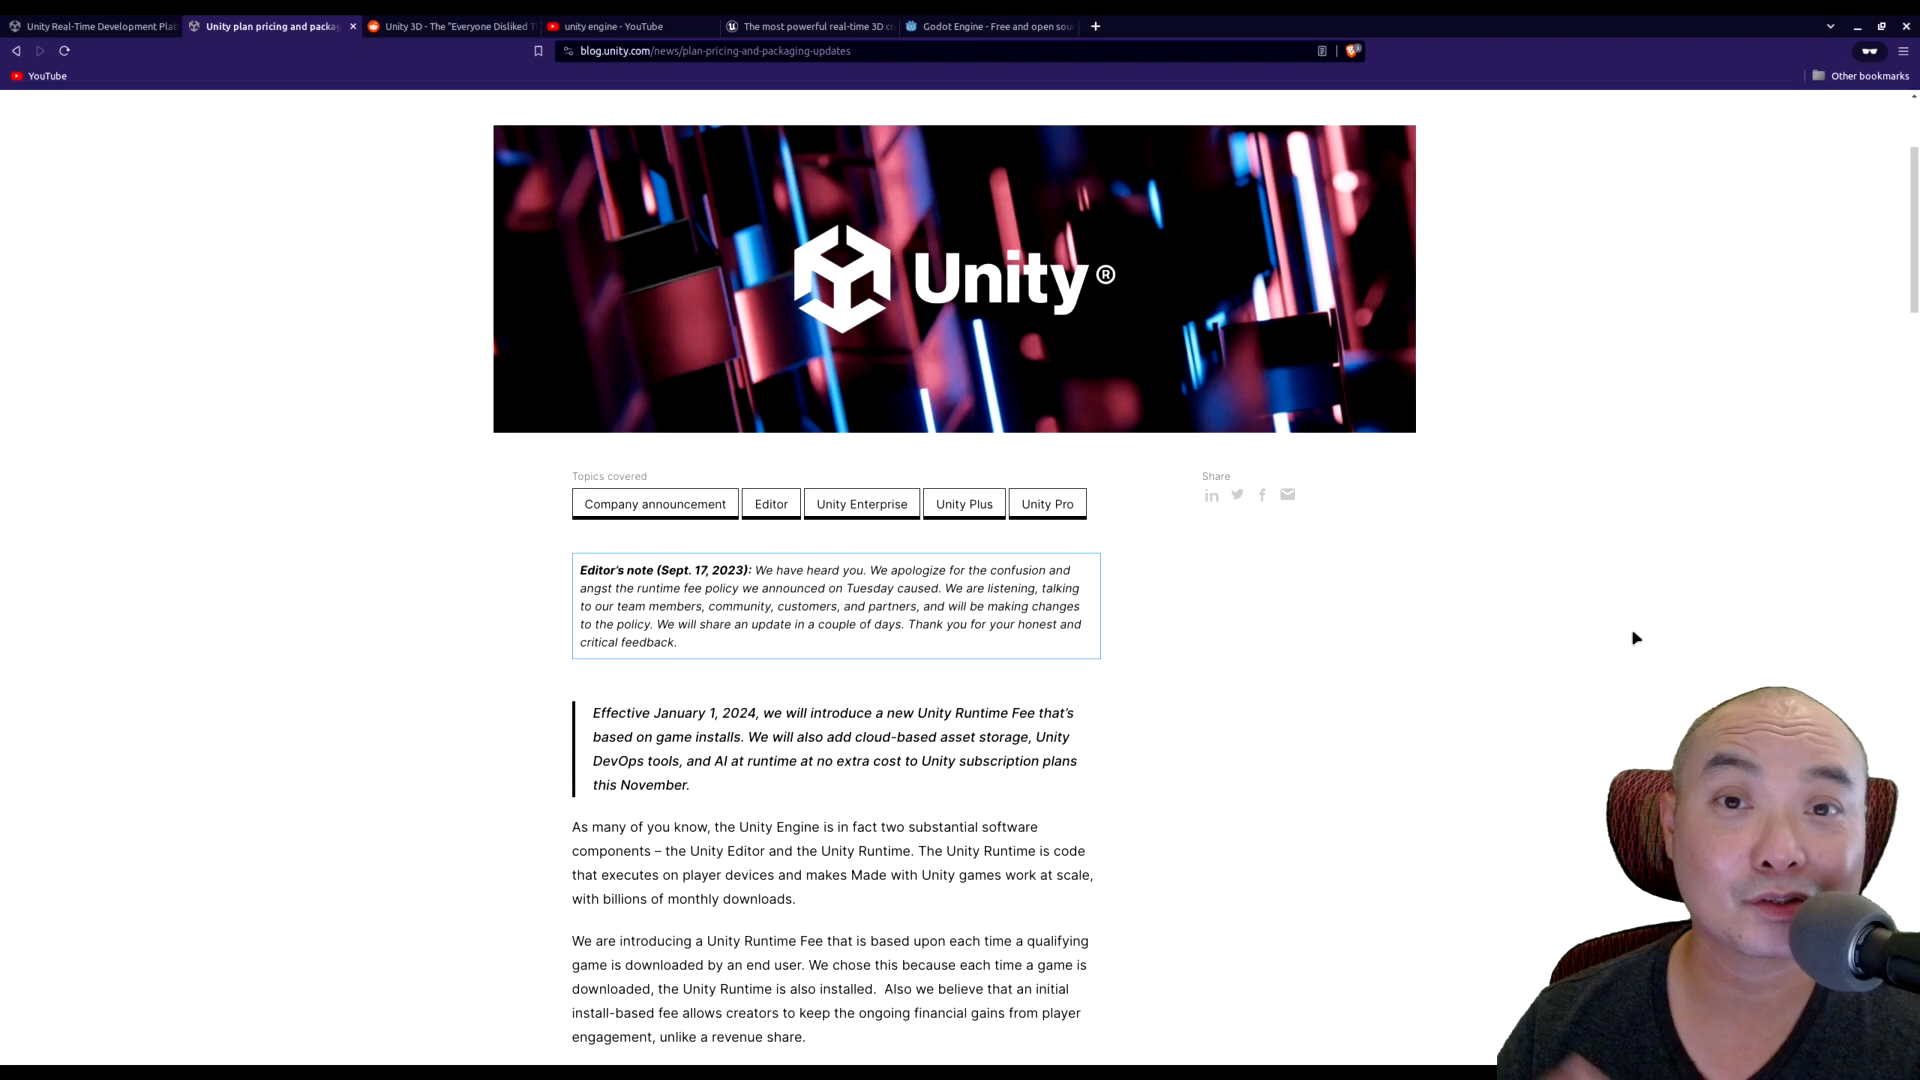 Unity Real-Time Development Plat
Unity plan pricing and packag
Unity 3D - The "Everyone Disliked T
unity engine - YouTube
The most powerful real-time 3D cr
Godot Engine - Free and open sou
blog.unity.com/news/plan-pricing-and-packaging-updates
YouTube
Other bookmarks
Unity®
Topics covered
Share
Company announcement
Editor
Unity Enterprise
Unity Plus
Unity Pro
Editor's note (Sept. 17, 2023): We have heard you. We apologize for the confusion and
angst the runtime fee policy we announced on Tuesday caused. We are listening, talking
to our team members, community, customers, and partners, and will be making changes
to the policy. We will share an update in a couple of days. Thank you for your honest and
critical feedback.
Effective January 1, 2024, we will introduce a new Unity Runtime Fee that's
based on game installs. We will also add cloud-based asset storage, Unity
DevOps tools, and AI at runtime at no extra cost to Unity subscription plans
this November.
As many of you know, the Unity Engine is in fact two substantial software
components – the Unity Editor and the Unity Runtime. The Unity Runtime is code
that executes on player devices and makes Made with Unity games work at scale,
with billions of monthly downloads.
We are introducing a Unity Runtime Fee that is based upon each time a qualifying
game is downloaded by an end user. We chose this because each time a game is
downloaded, the Unity Runtime is also installed. Also we believe that an initial
install-based fee allows creators to keep the ongoing financial gains from player
engagement, unlike a revenue share.